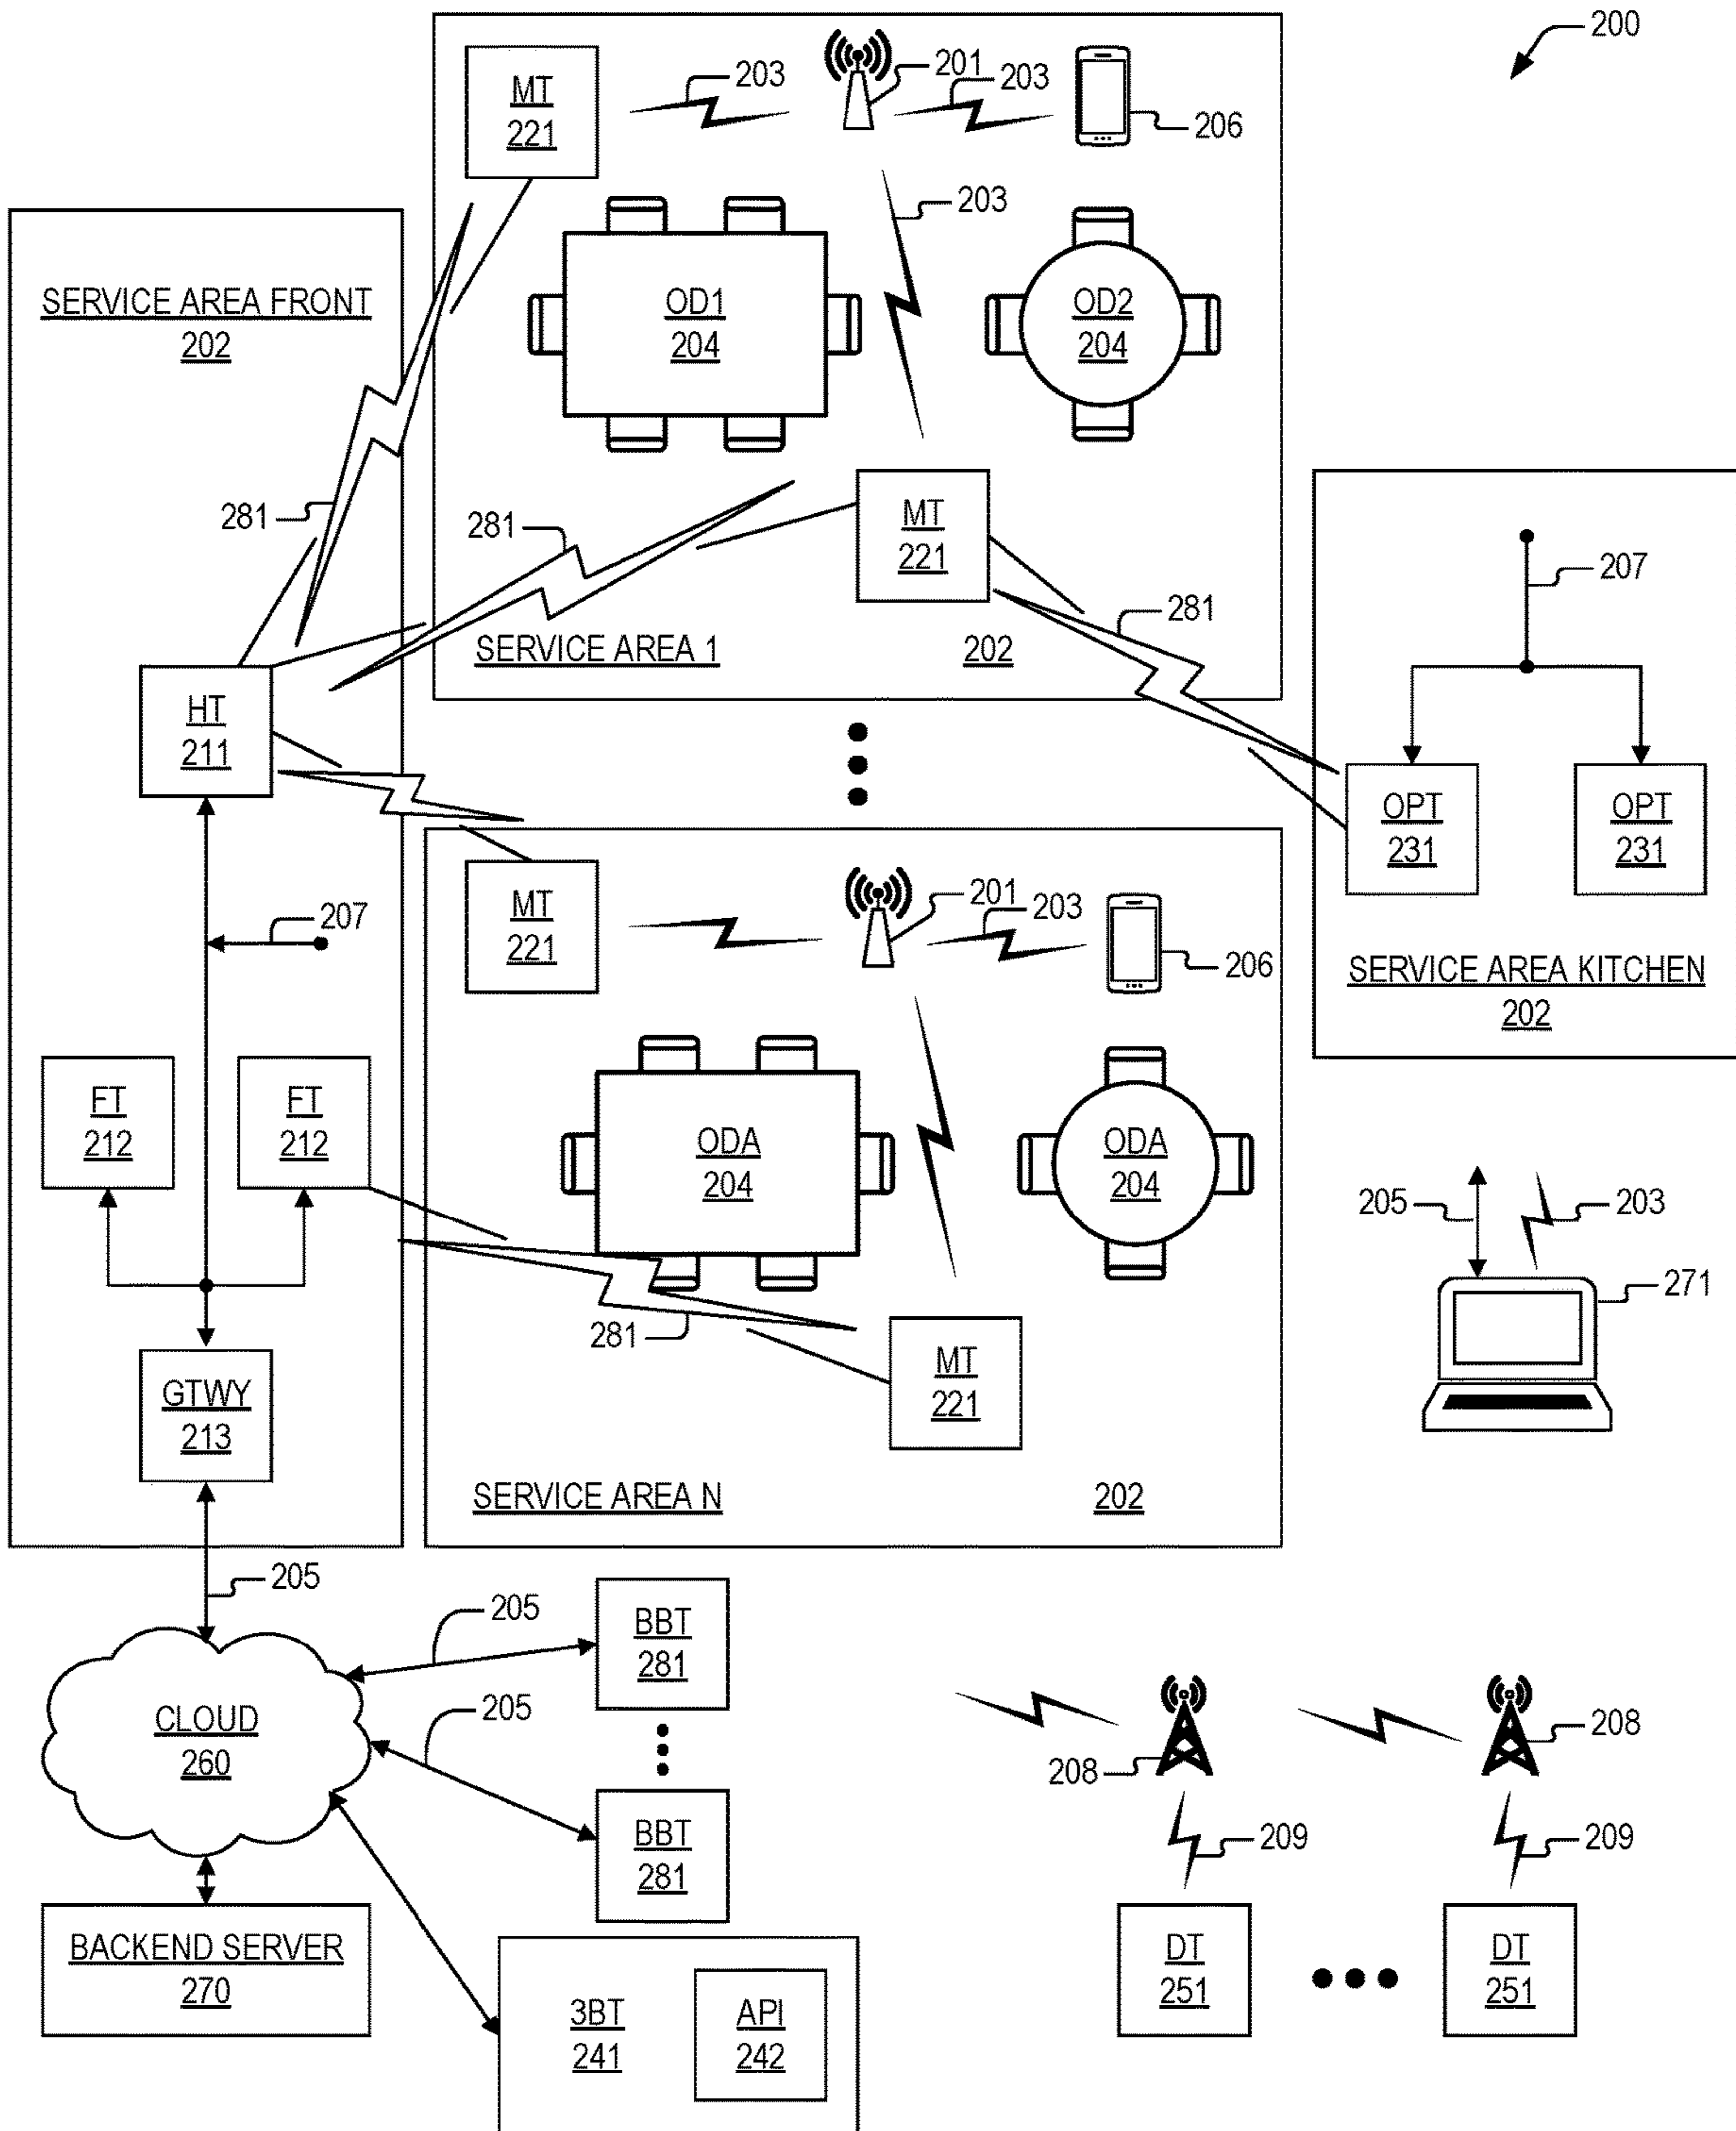 200
MT
221
203
201
203
206
203
SERVICE AREA FRONT
202
OD1
204
OD2
204
281
281
MT
221
281
207
SERVICE AREA 1
202
HT
211
OPT
231
OPT
231
MT
221
201
203
206
207
SERVICE AREA KITCHEN
202
FT
212
FT
212
ODA
204
ODA
204
205
203
271
281
MT
221
GTWY
213
SERVICE AREA N
202
205
205
BBT
281
CLOUD
260
205
208
208
BBT
281
209
209
BACKEND SERVER
270
3BT
241
API
242
DT
251
DT
251